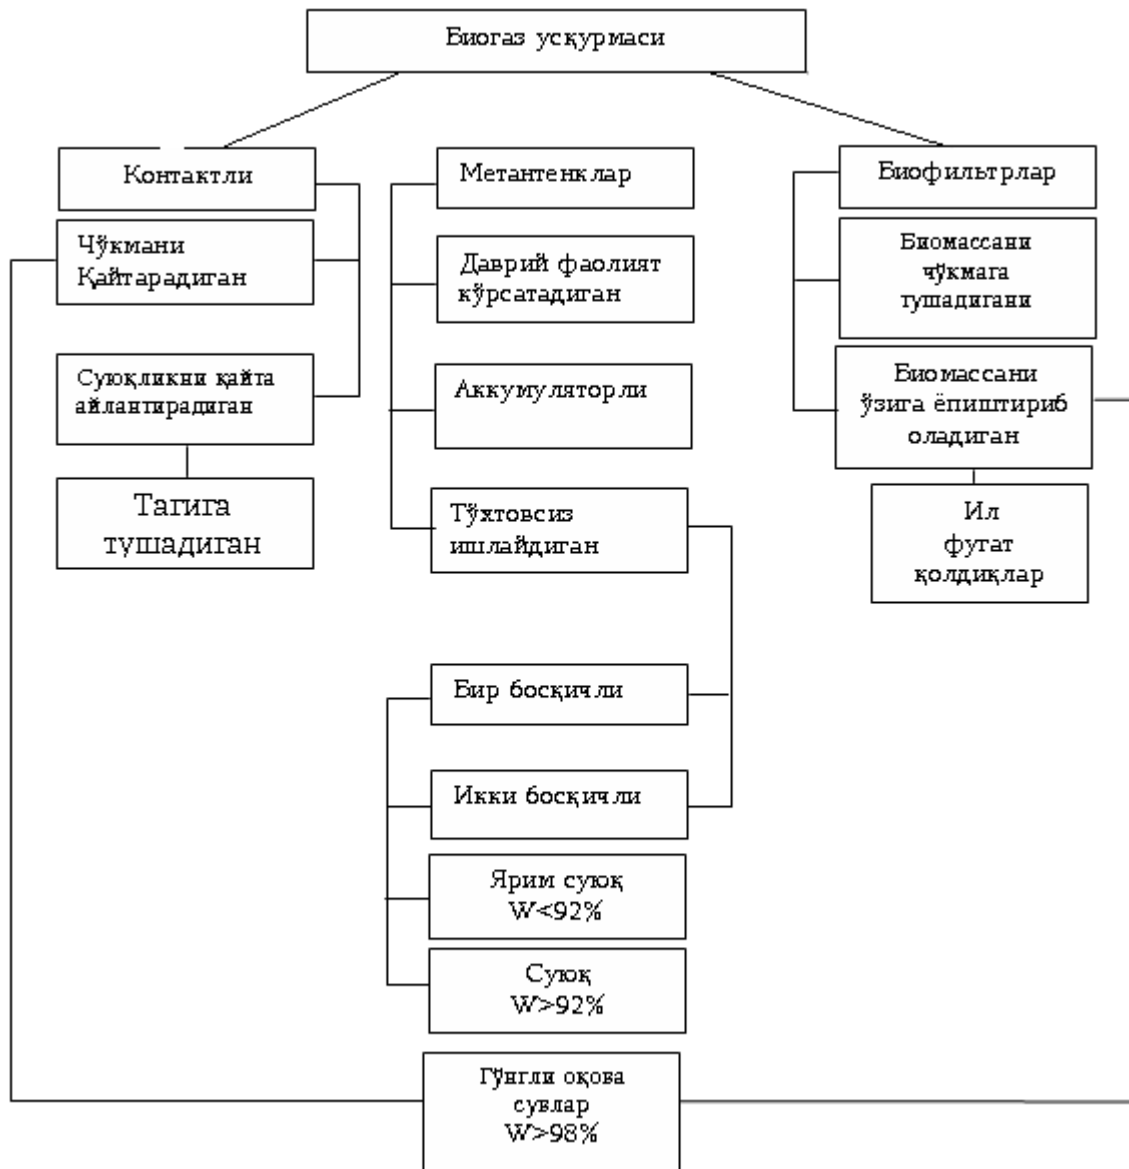 Биогаз усқурмаси
Контактли
Чўкмани
Қайтарадиган
Суюқликни қайта
айлантирадиган
Тагига
тушадиган
Метантенклар
Даврий фаолият
кўрсатадиган
Аккумуляторли
Тўхтовсиз
ишлайдиган
Бир босқичли
Икки босқичли
Ярим суюқ
W<92%
Суюқ
W>92%
Гўнгли оқова
сувлар
W>98%
Биофильтрлар
Биомассани
чўкмага
тушадигани
Биомассани
ўзига ёпиштириб
оладиган
Ил
фугат
қолдиқлар